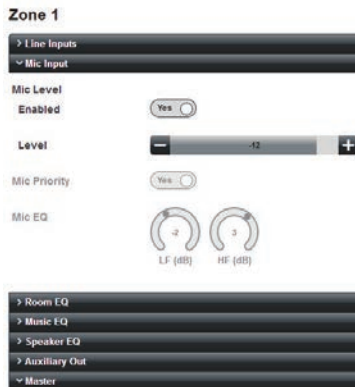 Zone 1
> Line Inputs
Mic Input
Mic Level
Enabled Yes
Level − -12 +
Mic Priority Yes
Mic EQ
-2 3
LF (dB) HF (dB)
> Room EQ
> Music EQ
> Speaker EQ
> Auxiliary Out
Master